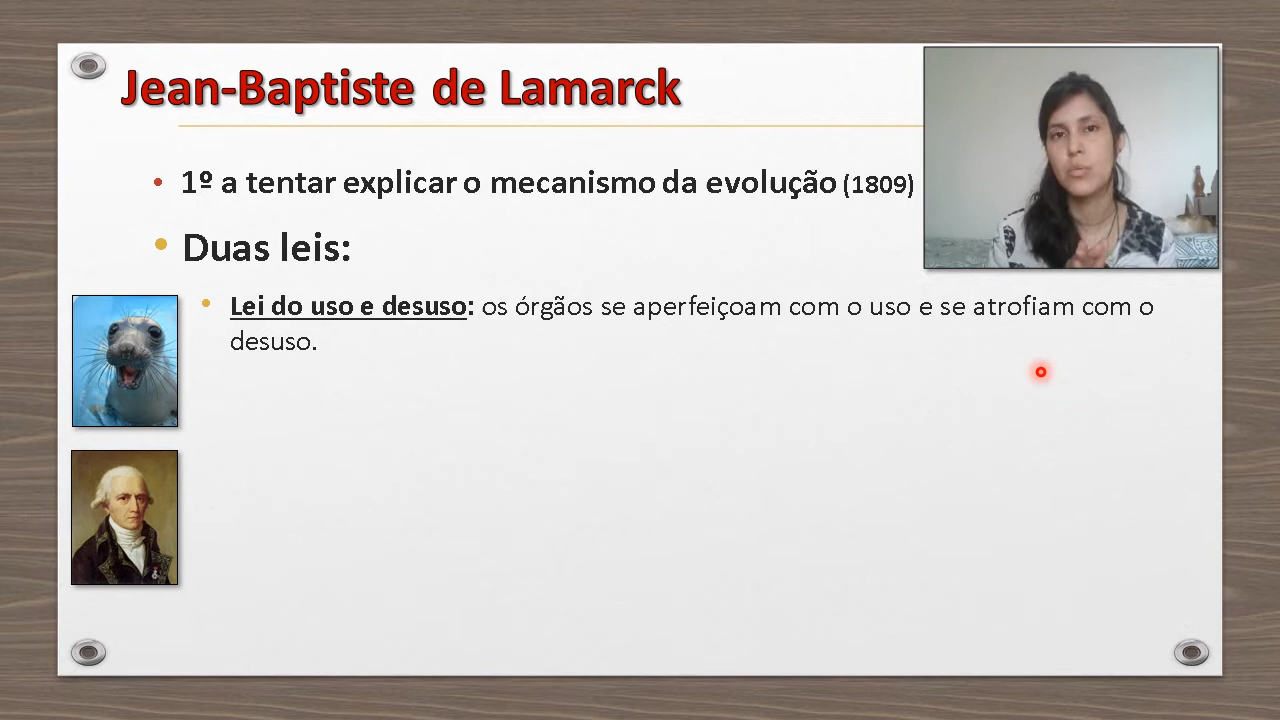 Jean-Baptiste de Lamarck
• 1º a tentar explicar o mecanismo da evolução (1809)
• Duas leis:
• Lei do uso e desuso: os órgãos se aperfeiçoam com o uso e se atrofiam com o
desuso.